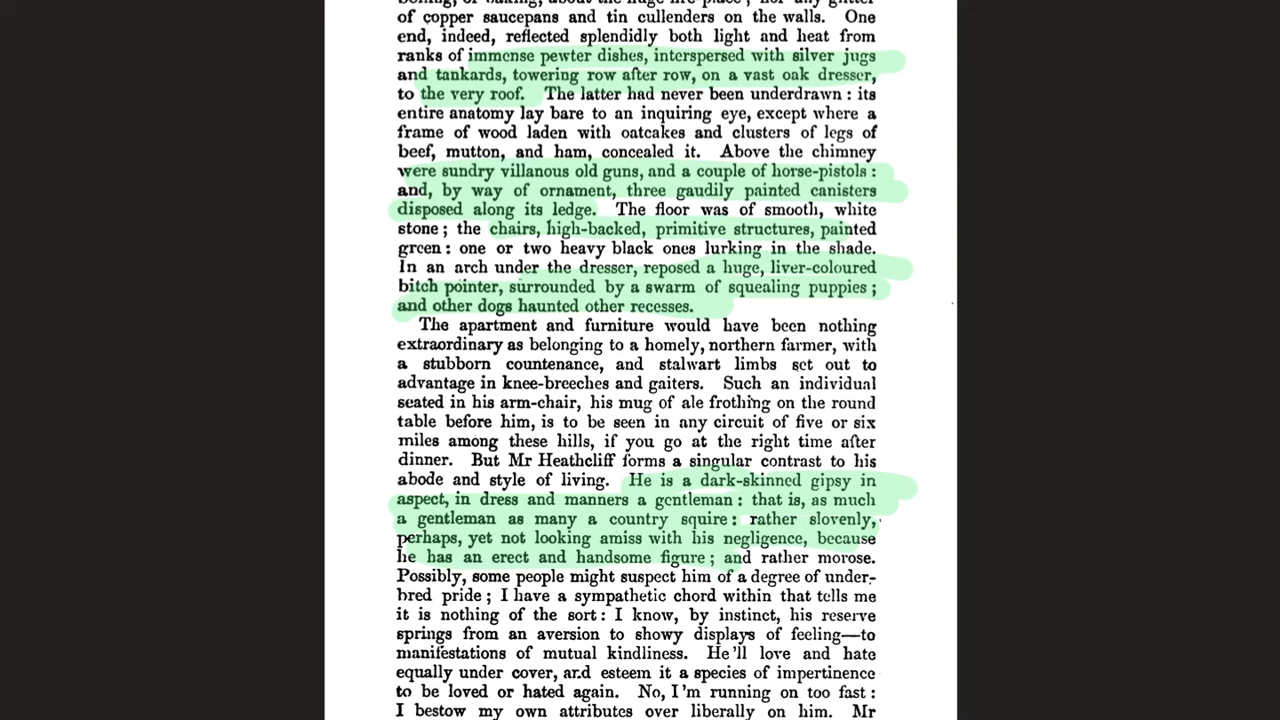 boiling, or baking, about the huge fire-place; nor any glitter
of copper saucepans and tin cullenders on the walls. One
end, indeed, reflected splendidly both light and heat from
ranks of immense pewter dishes, interspersed with silver jugs
and tankards, towering row after row, on a vast oak dresser,
to the very roof. The latter had never been underdrawn: its
entire anatomy lay bare to an inquiring eye, except where a
frame of wood laden with oatcakes and clusters of legs of
beef, mutton, and ham, concealed it. Above the chimney
were sundry villanous old guns, and a couple of horse-pistols:
and, by way of ornament, three gaudily painted canisters
disposed along its ledge. The floor was of smooth, white
stone; the chairs, high-backed, primitive structures, painted
green: one or two heavy black ones lurking in the shade.
In an arch under the dresser, reposed a huge, liver-coloured
bitch pointer, surrounded by a swarm of squealing puppies;
and other dogs haunted other recesses.
The apartment and furniture would have been nothing
extraordinary as belonging to a homely, northern farmer, with
a stubborn countenance, and stalwart limbs set out to
advantage in knee-breeches and gaiters. Such an individual
seated in his arm-chair, his mug of ale frothing on the round
table before him, is to be seen in any circuit of five or six
miles among these hills, if you go at the right time after
dinner. But Mr Heathcliff forms a singular contrast to his
abode and style of living. He is a dark-skinned gipsy in
aspect, in dress and manners a gentleman: that is, as much
a gentleman as many a country squire: rather slovenly,
perhaps, yet not looking amiss with his negligence, because
he has an erect and handsome figure; and rather morose.
Possibly, some people might suspect him of a degree of under-
bred pride; I have a sympathetic chord within that tells me
it is nothing of the sort: I know, by instinct, his reserve
springs from an aversion to showy displays of feeling—to
manifestations of mutual kindliness. He'll love and hate
equally under cover, and esteem it a species of impertinence
to be loved or hated again. No, I'm running on too fast:
I bestow my own attributes over liberally on him. Mr